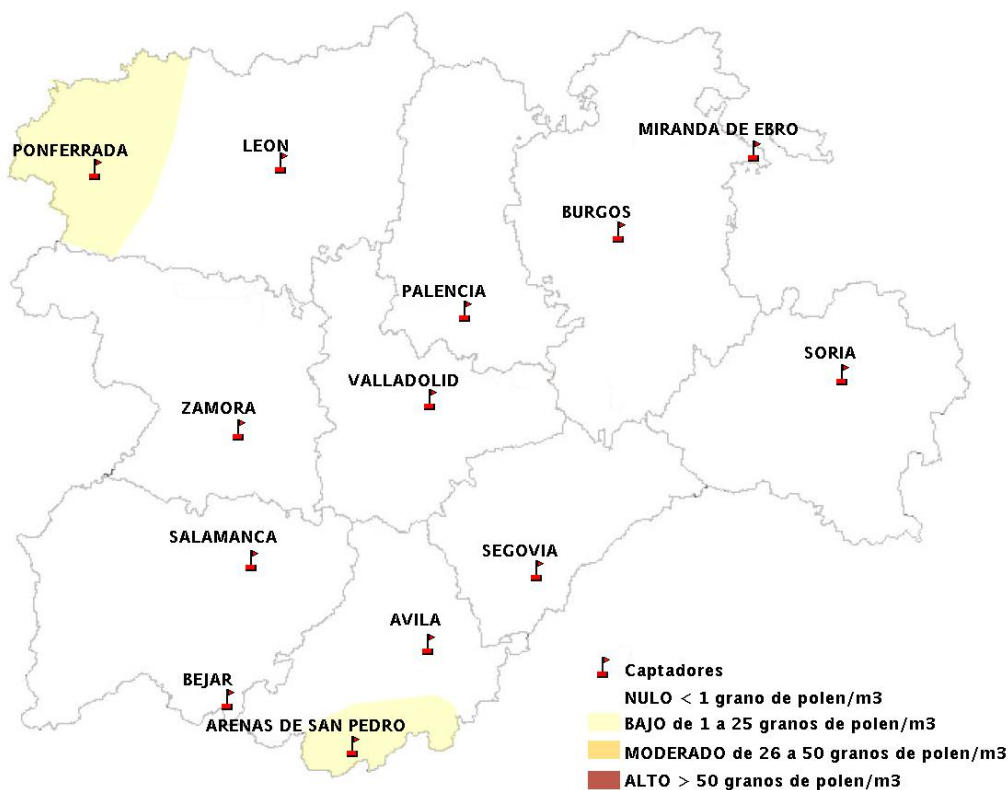 MIRANDA DE EBRO
PONFERRADA
LEON
BURGOS
PALENCIA
SORIA
VALLADOLID
ZAMORA
SALAMANCA
SEGOVIA
AVILA
BEJAR
ARENAS DE SAN PEDRO
Captadores
NULO < 1 grano de polen/m3
BAJO de 1 a 25 granos de polen/m3
MODERADO de 26 a 50 granos de polen/m3
ALTO > 50 granos de polen/m3